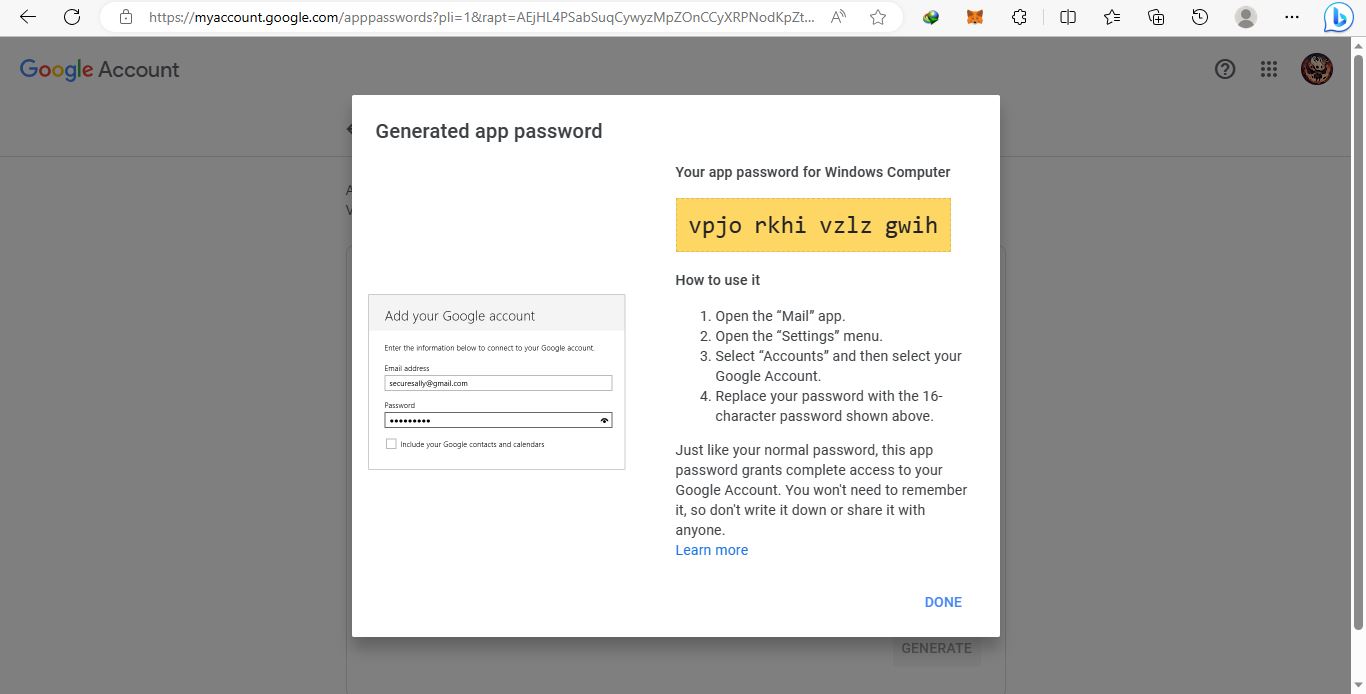 https://myaccount.google.com/apppasswords?pli=1&rapt=AEjHL4PSabSuqCywyzMpZOnCCyXRPNodKpZt...
Google Account
Generated app password
Your app password for Windows Computer
vpjo rkhi vzlz gwih
How to use it
1. Open the “Mail” app.
2. Open the “Settings” menu.
3. Select “Accounts” and then select your
Google Account.
4. Replace your password with the 16-
character password shown above.
Just like your normal password, this app
password grants complete access to your
Google Account. You won't need to remember
it, so don't write it down or share it with
anyone.
Learn more
Add your Google account
Enter the information below to connect to your Google account.
Email address
securesally@gmail.com
Password
Include your Google contacts and calendars
DONE
GENERATE